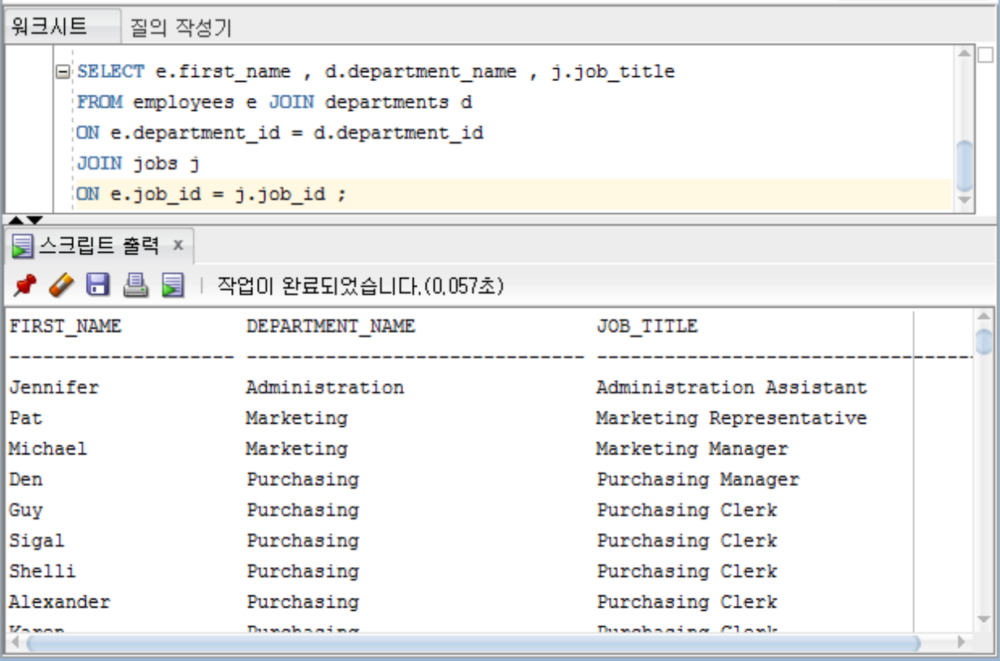 워크시트 질의 작성기
SELECT e.first_name , d.department_name , j.job_title
FROM employees e JOIN departments d
ON e.department_id = d.department_id
JOIN jobs j
ON e.job_id = j.job_id ;
스크립트 출력 x
작업이 완료되었습니다.(0.057초)
FIRST_NAME DEPARTMENT_NAME JOB_TITLE
-------------------- ------------------------------ -----------------------------------
Jennifer Administration Administration Assistant
Pat Marketing Marketing Representative
Michael Marketing Marketing Manager
Den Purchasing Purchasing Manager
Guy Purchasing Purchasing Clerk
Sigal Purchasing Purchasing Clerk
Shelli Purchasing Purchasing Clerk
Alexander Purchasing Purchasing Clerk
Karen Purchasing Purchasing Clerk